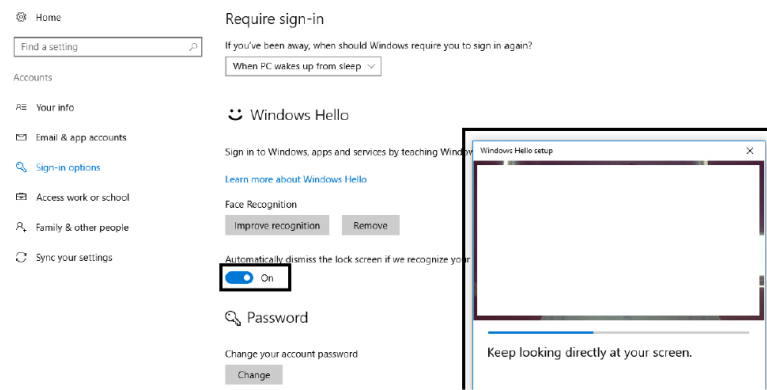 Home
Find a setting
Accounts
Your info
Email & app accounts
Sign-in options
Access work or school
Family & other people
Sync your settings
Require sign-in
If you've been away, when should Windows require you to sign in again?
When PC wakes up from sleep
Windows Hello
Sign in to Windows, apps and services by teaching
Learn more about Windows Hello
Face Recognition
Improve recognition Remove
Automatically dismiss the lock screen if we recognize your
On
Password
Change your account password
Change
Windows Hello setup
Keep looking directly at your screen.